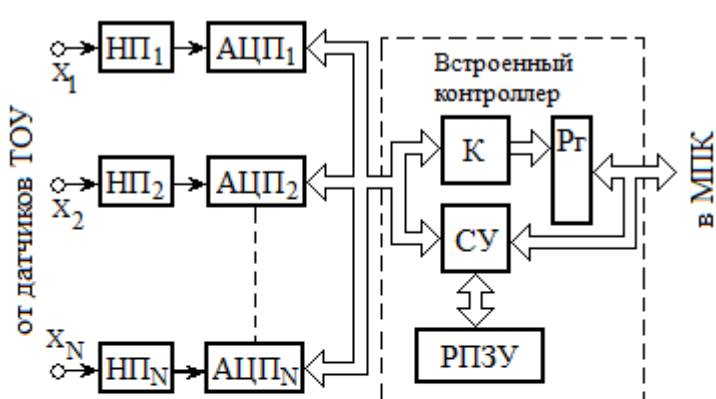 от датчиков ТОУ
X1
НП1
АЦП1
X2
НП2
АЦП2
XN
НПN
АЦПN
Встроенный
контроллер
К
Рг
СУ
РПЗУ
в МПК